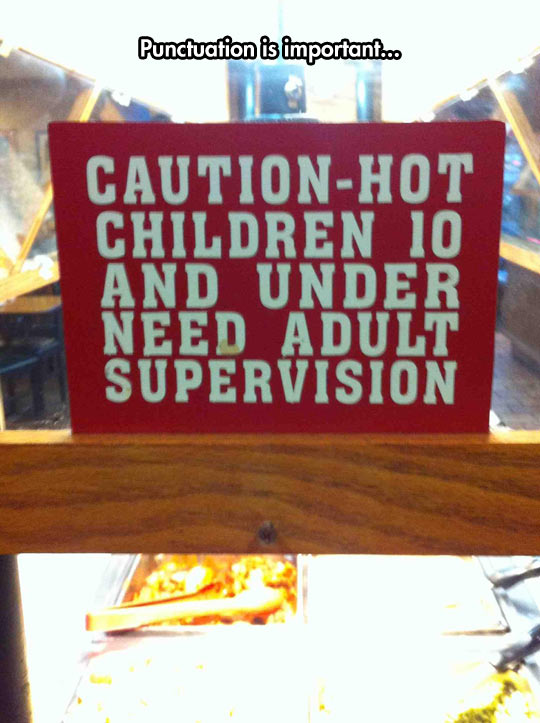 Punctuation is important...
CAUTION-HOT
CHILDREN 10
AND UNDER
NEED ADULT
SUPERVISION